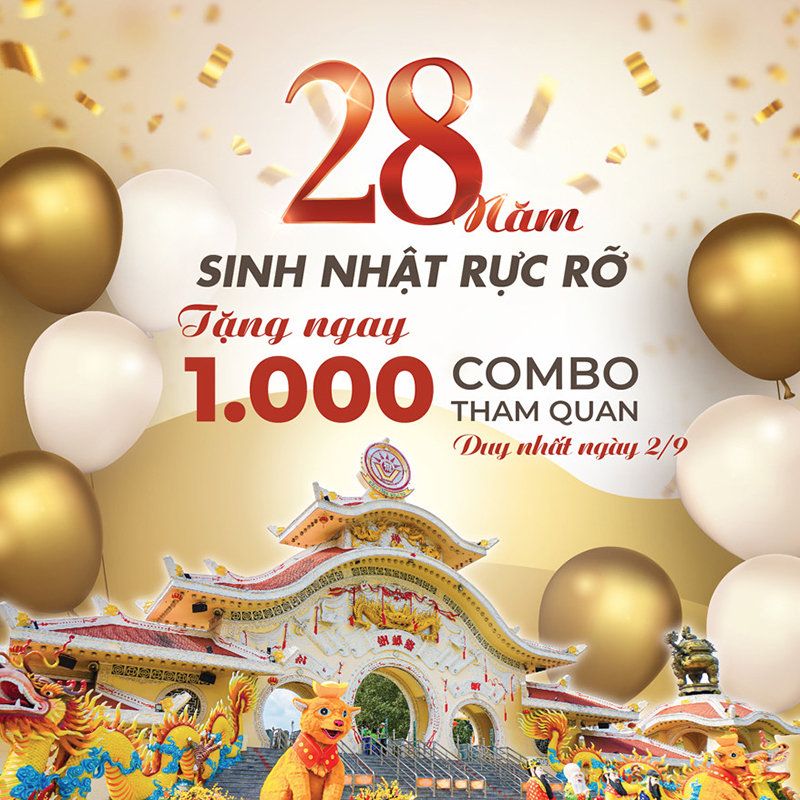 28
Năm
SINH NHẬT RỰC RỠ
Tặng ngay
1.000 COMBO
THAM QUAN
Duy nhất ngày 2/9